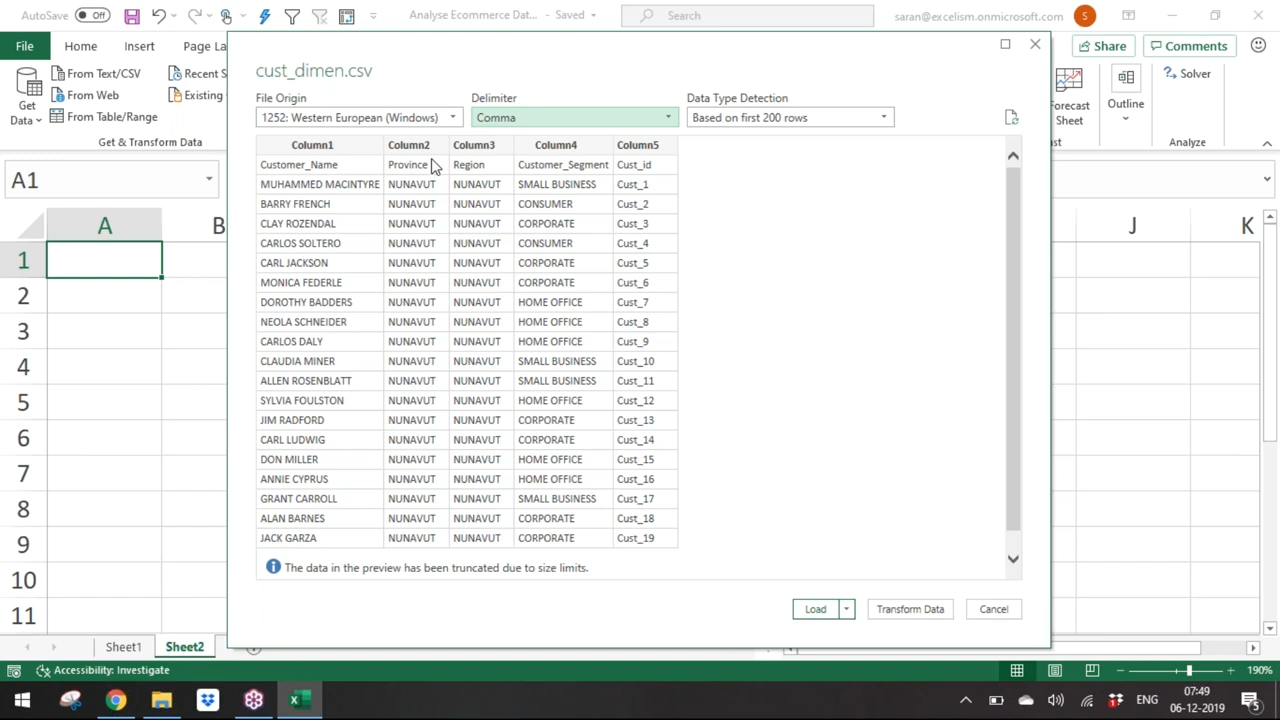 AutoSave Off Analyse Ecommerce Dat... - Saved Search saran@excelism.onmicrosoft.com S
File Home Insert Page La Share Comments
Get Data
From Text/CSV
From Web
From Table/Range
Recent S
Existing
Get & Transform Data
Forecast Sheet
Outline
Solver
st
Analyze
cust_dimen.csv
File Origin Delimiter Data Type Detection
1252: Western European (Windows) Comma Based on first 200 rows
Column1 Column2 Column3 Column4 Column5
Customer_Name Province Region Customer_Segment Cust_id
MUHAMMED MACINTYRE NUNAVUT NUNAVUT SMALL BUSINESS Cust_1
BARRY FRENCH NUNAVUT NUNAVUT CONSUMER Cust_2
CLAY ROZENDAL NUNAVUT NUNAVUT CORPORATE Cust_3
CARLOS SOLTERO NUNAVUT NUNAVUT CONSUMER Cust_4
CARL JACKSON NUNAVUT NUNAVUT CORPORATE Cust_5
MONICA FEDERLE NUNAVUT NUNAVUT CORPORATE Cust_6
DOROTHY BADDERS NUNAVUT NUNAVUT HOME OFFICE Cust_7
NEOLA SCHNEIDER NUNAVUT NUNAVUT HOME OFFICE Cust_8
CARLOS DALY NUNAVUT NUNAVUT HOME OFFICE Cust_9
CLAUDIA MINER NUNAVUT NUNAVUT SMALL BUSINESS Cust_10
ALLEN ROSENBLATT NUNAVUT NUNAVUT SMALL BUSINESS Cust_11
SYLVIA FOULSTON NUNAVUT NUNAVUT HOME OFFICE Cust_12
JIM RADFORD NUNAVUT NUNAVUT CORPORATE Cust_13
CARL LUDWIG NUNAVUT NUNAVUT CORPORATE Cust_14
DON MILLER NUNAVUT NUNAVUT HOME OFFICE Cust_15
ANNIE CYPRUS NUNAVUT NUNAVUT HOME OFFICE Cust_16
GRANT CARROLL NUNAVUT NUNAVUT SMALL BUSINESS Cust_17
ALAN BARNES NUNAVUT NUNAVUT CORPORATE Cust_18
JACK GARZA NUNAVUT NUNAVUT CORPORATE Cust_19
The data in the preview has been truncated due to size limits.
Load Transform Data Cancel
A1
A B J K
1
2
3
4
5
6
7
8
9
10
11
Sheet1 Sheet2
Accessibility: Investigate 190%
ENG 07:49
06-12-2019 5